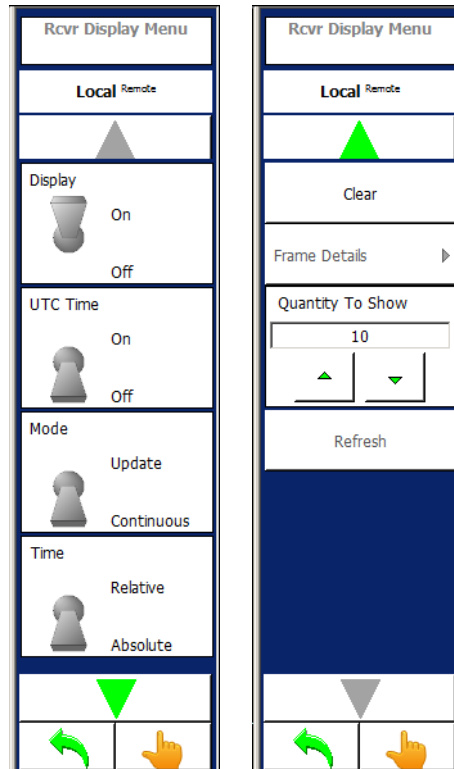 Rcvr Display Menu
Local Remote
Display
On
Off
UTC Time
On
Off
Mode
Update
Continuous
Time
Relative
Absolute
Rcvr Display Menu
Local Remote
Clear
Frame Details
Quantity To Show
10
Refresh